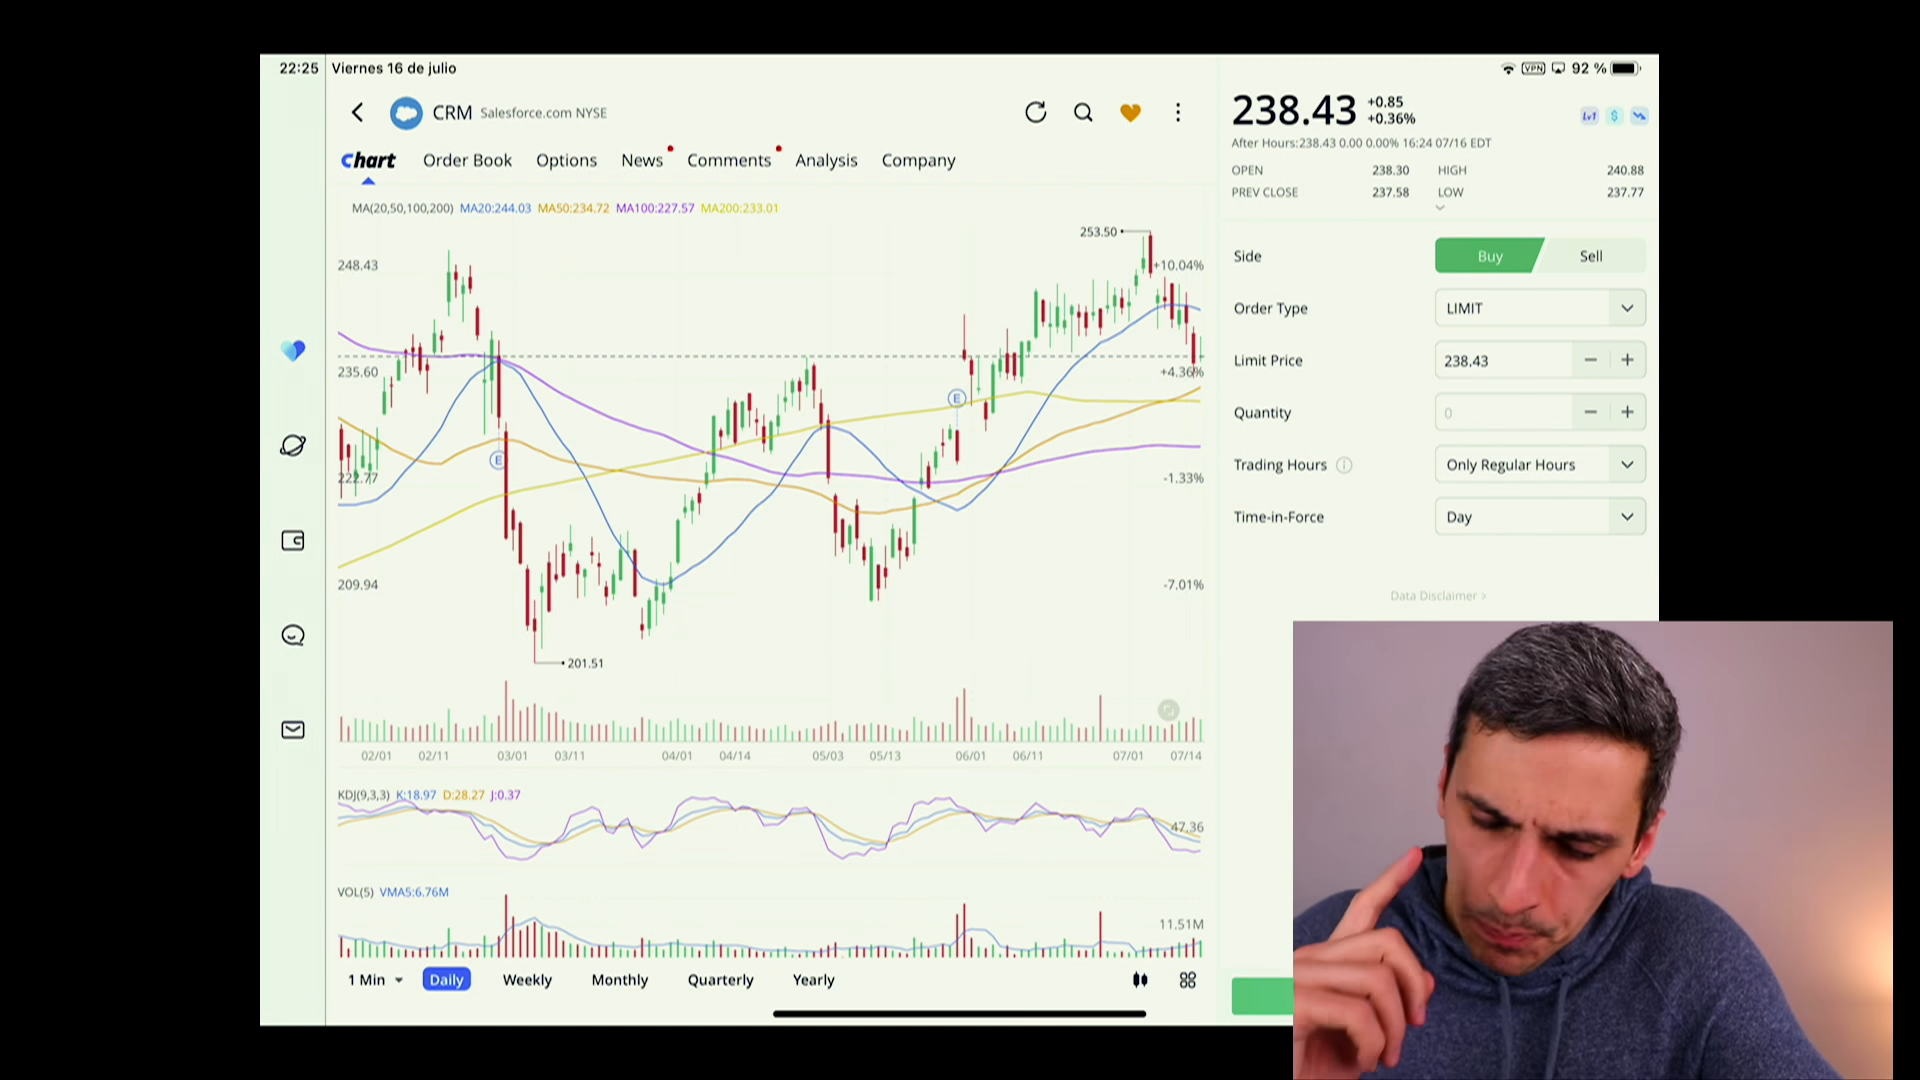 22:25 Viernes 16 de julio
VPN 92 %
CRM Salesforce.com NYSE
Chart Order Book Options News Comments Analysis Company
MA(20,50,100,200) MA20:244.03 MA50:234.72 MA100:227.57 MA200:233.01
253.50
248.43 +10.04%
235.60 +4.36%
E
E
222.77 -1.33%
209.94 -7.01%
201.51
02/01 02/11 03/01 03/11 04/01 04/14 05/03 05/13 06/01 06/11 07/01 07/14
KDJ(9,3,3) K:18.97 D:28.27 J:0.37
47.36
VOL(5) VMA5:6.76M
11.51M
1 Min Daily Weekly Monthly Quarterly Yearly
238.43 +0.85
+0.36%
Lv1 $
After Hours:238.43 0.00 0.00% 16:24 07/16 EDT
OPEN 238.30 HIGH 240.88
PREV CLOSE 237.58 LOW 237.77
Side Buy Sell
Order Type LIMIT
Limit Price 238.43 − +
Quantity 0 − +
Trading Hours Only Regular Hours
Time-in-Force Day
Data Disclaimer >